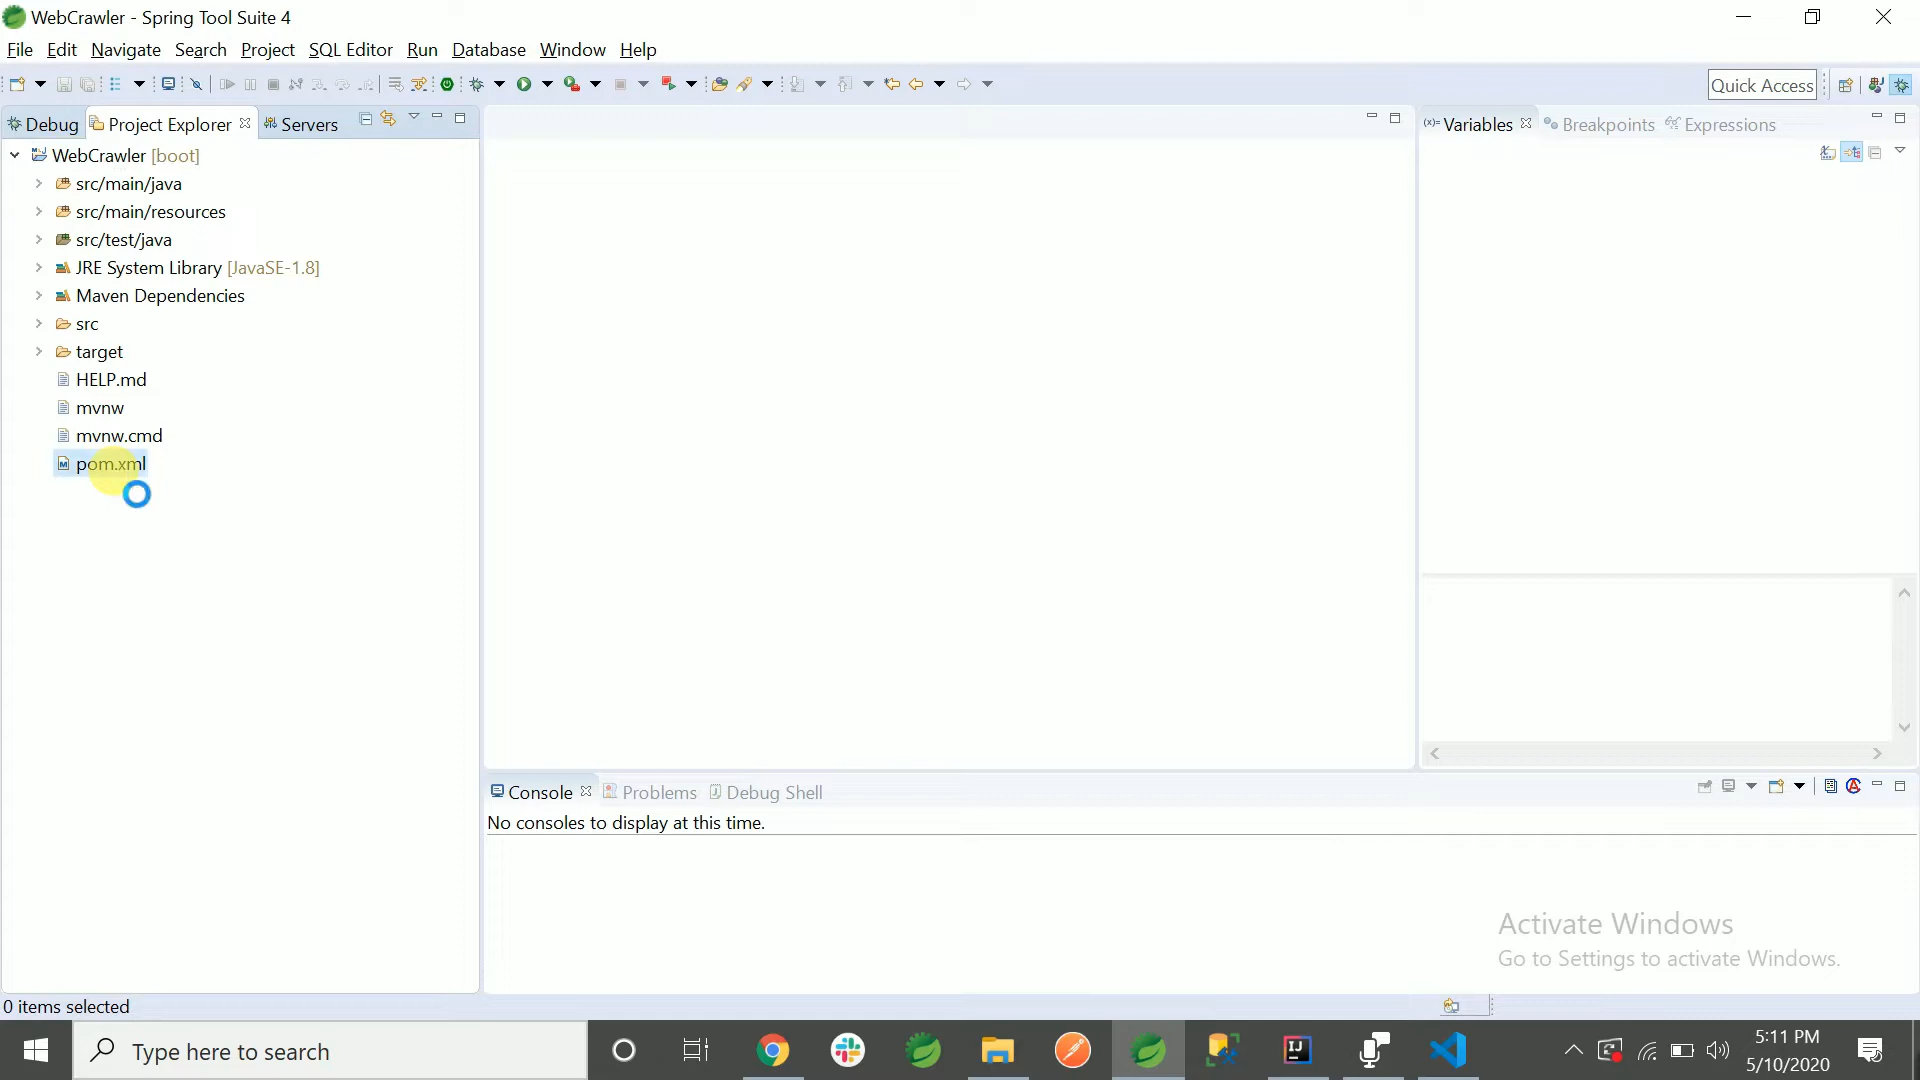 WebCrawler - Spring Tool Suite 4
File Edit Navigate Search Project SQL Editor Run Database Window Help
Quick Access
Debug Project Explorer Servers
Variables Breakpoints Expressions
WebCrawler [boot]
src/main/java
src/main/resources
src/test/java
JRE System Library [JavaSE-1.8]
Maven Dependencies
src
target
HELP.md
mvnw
mvnw.cmd
pom.xml
Console Problems Debug Shell
No consoles to display at this time.
Activate Windows
Go to Settings to activate Windows.
0 items selected
Type here to search
5:11 PM
5/10/2020